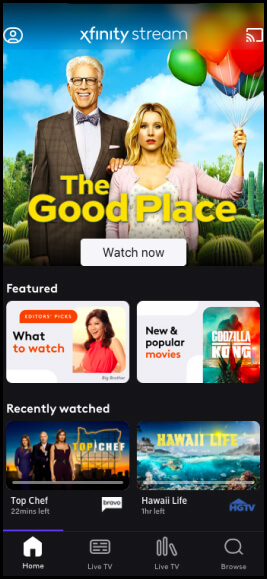 xfinity stream
The
Good Place
Watch now
Featured
EDITORS' PICKS
What
to watch
Big Brother
New &
popular
movies
GODZILLA
KONG
Recently watched
TOP CHEF
HAWAII LIFE
Top Chef
22mins left
bravo
Hawaii Life
1hr left
HGTV
Home
Live TV
Live TV
Browse